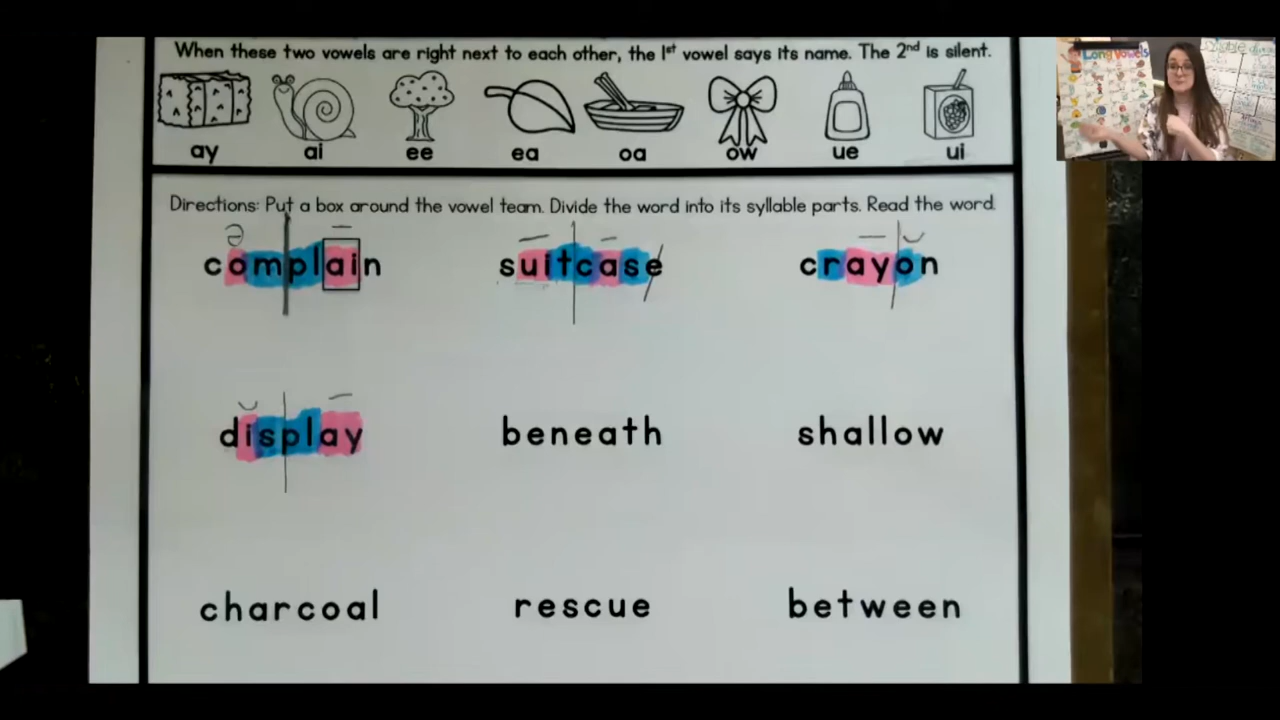 When these two vowels are right next to each other, the 1st vowel says its name. The 2nd is silent.
ay ai ee ea oa ow ue ui
Directions: Put a box around the vowel team. Divide the word into its syllable parts. Read the word.
ə
complain suitcase crayon
display beneath shallow
charcoal rescue between
Long Vowels